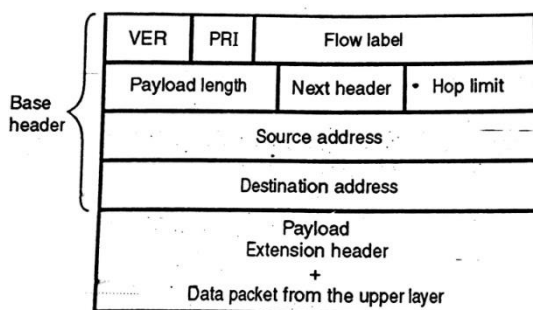 VER PRI Flow label
Payload length Next header Hop limit
Base
header
Source address
Destination address
Payload
Extension header
+
Data packet from the upper layer